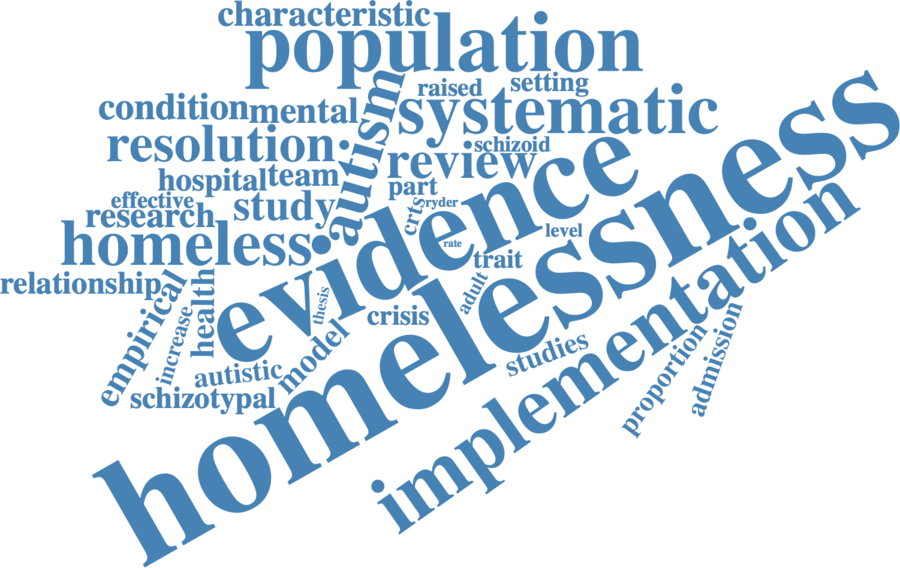 characteristic
population
raised
setting
condition
mental
systematic
autism
resolution
schizoid
review
hospital
team
part
effective
research
study
crts
ryder
evidence
homelessness
homeless
rate
level
implementation
relationship
trait
empirical
increase
health
thesis
adult
crisis
model
studies
autistic
schizotypal
proportion
admission